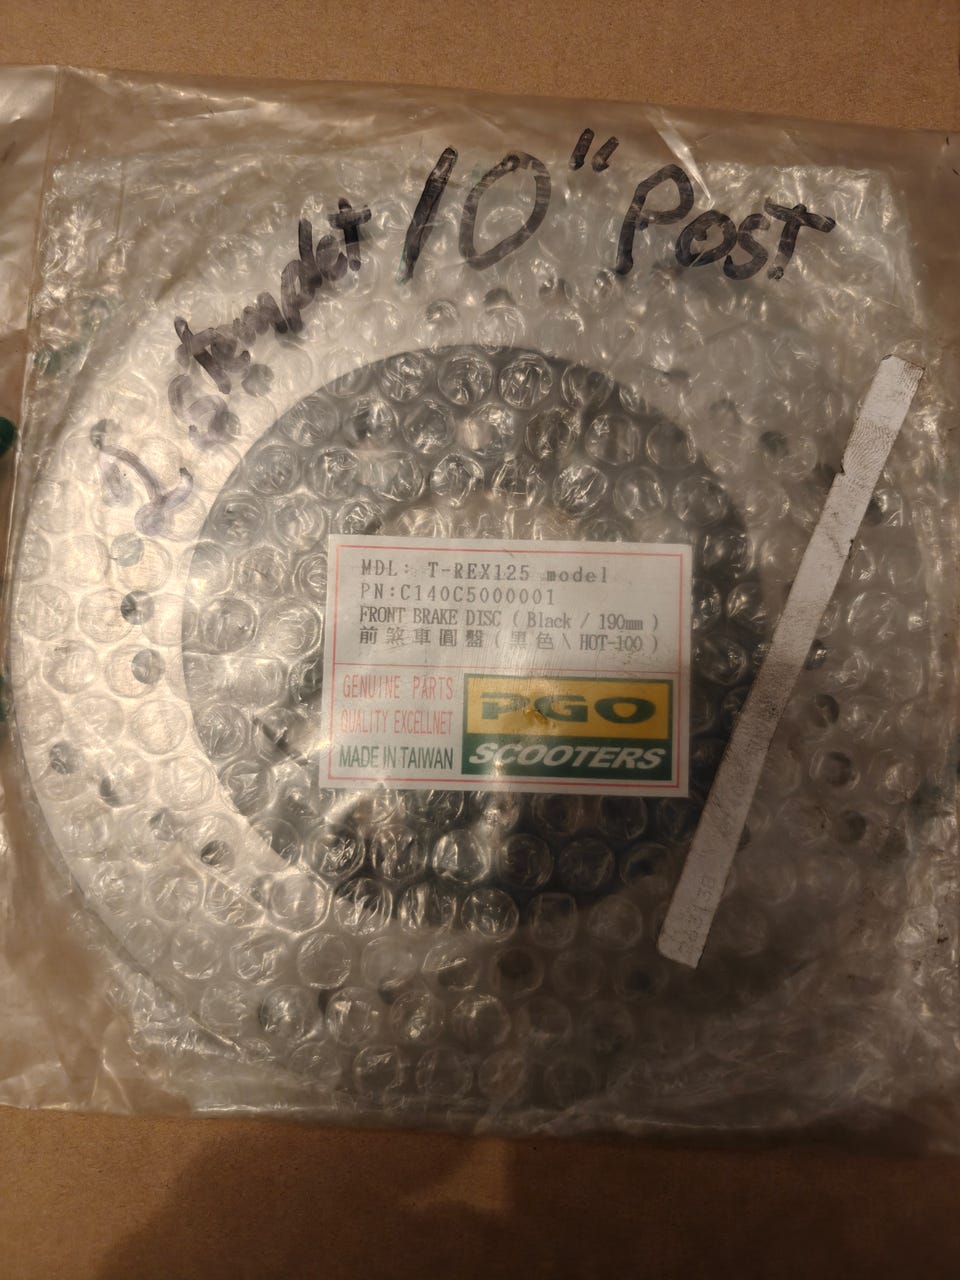 10" Post
MDL: T-REX125 model
PN:C140C5000001
FRONT BRAKE DISC ( Black / 190mm )
前煞車圓盤 ( 黑色 \ HOT-100 )
GENUINE PARTS
QUALITY EXCELLNET
MADE IN TAIWAN
PGO
SCOOTERS